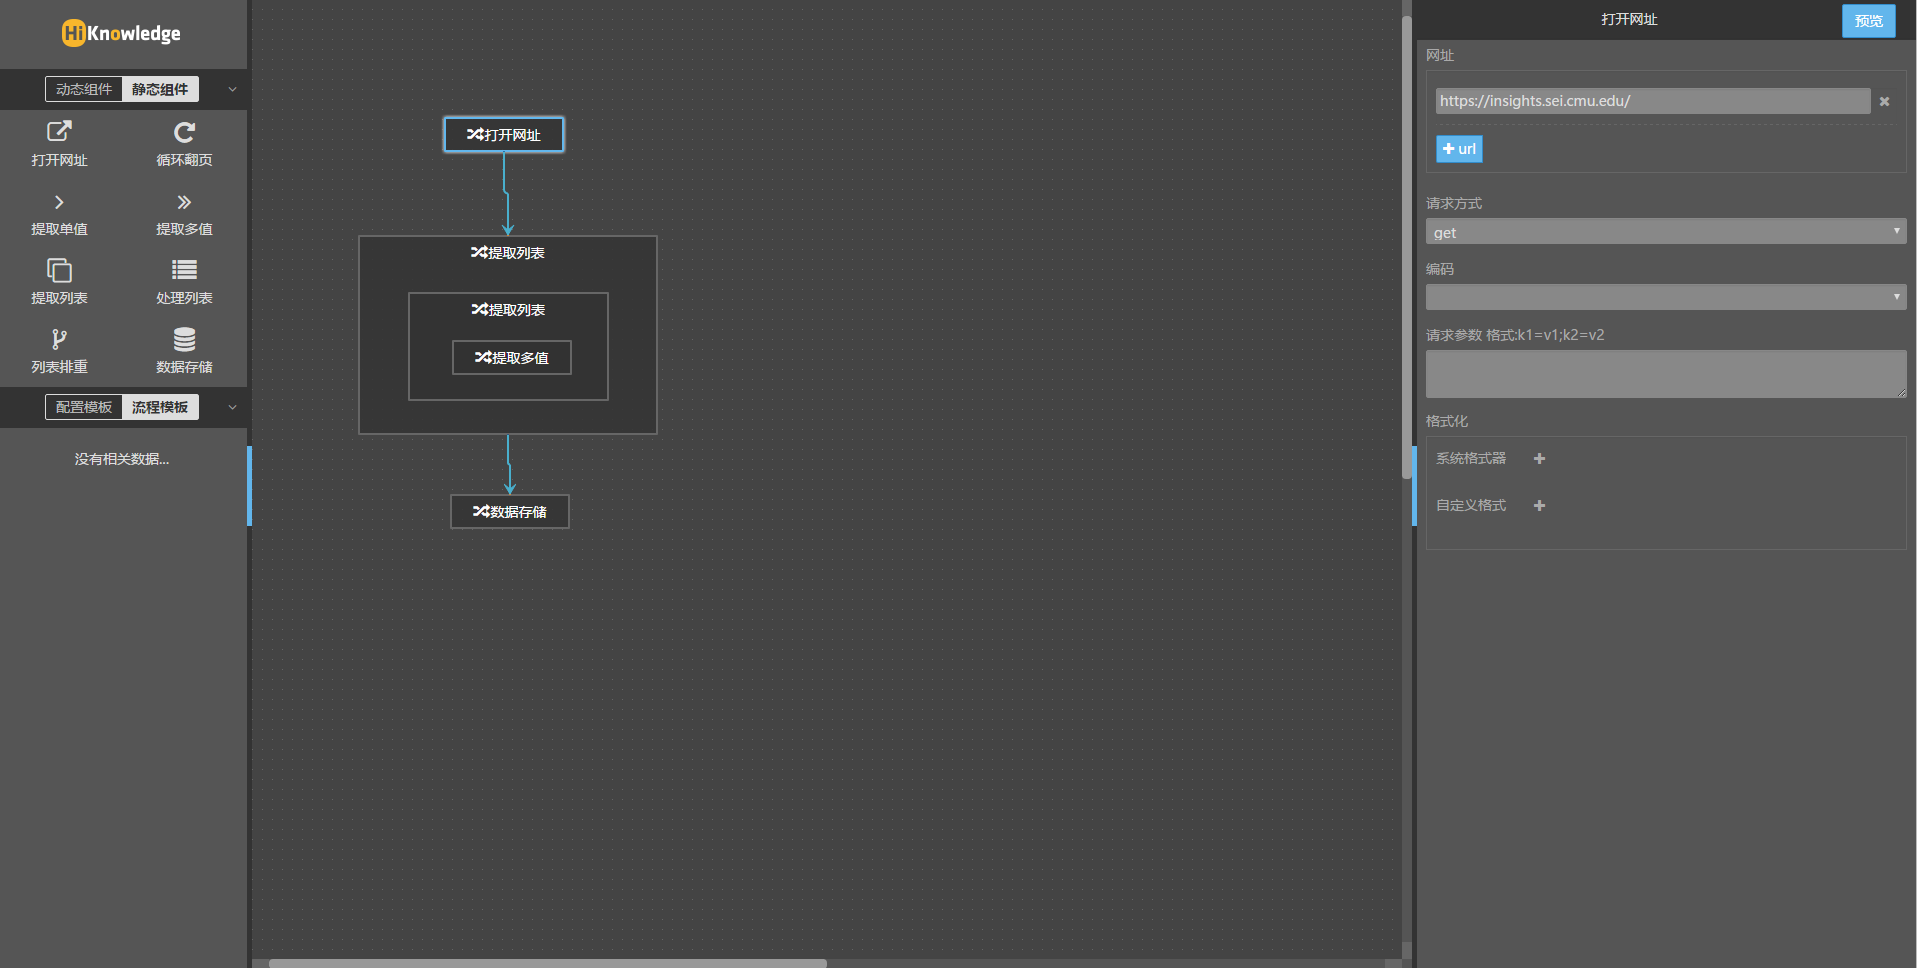 HiKnowledge
动态组件 静态组件
打开网址 循环翻页
提取单值 提取多值
提取列表 处理列表
列表排重 数据存储
配置模板 流程模板
没有相关数据...
打开网址
提取列表
提取列表
提取多值
数据存储
打开网址 预览
网址
https://insights.sei.cmu.edu/
url
请求方式
get
编码
请求参数 格式:k1=v1;k2=v2
格式化
系统格式器
自定义格式